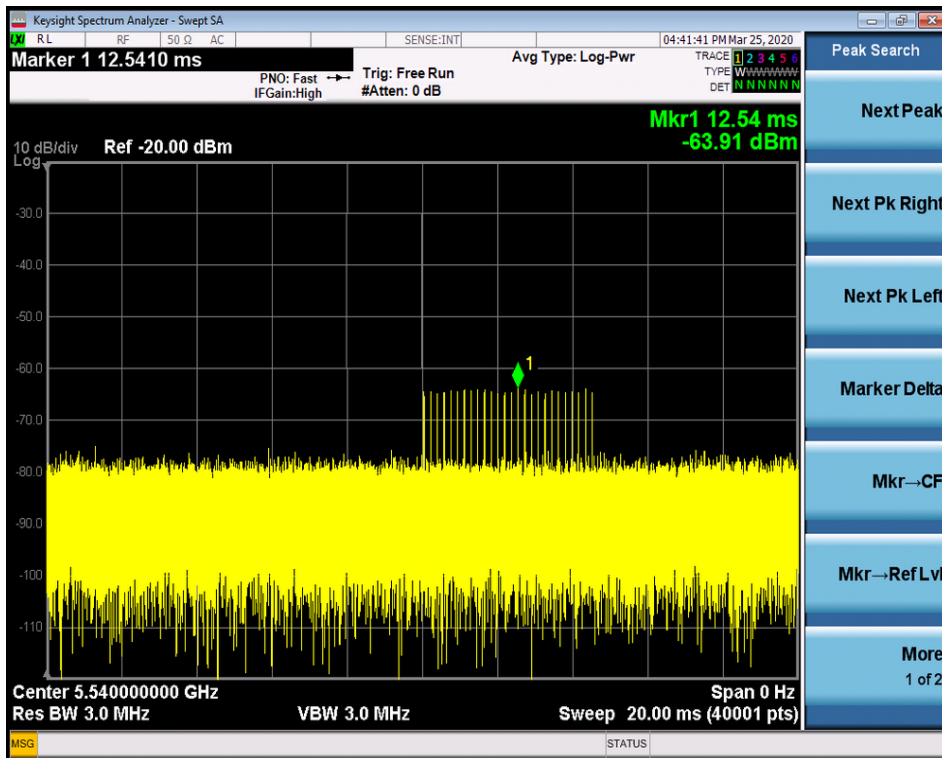 Keysight Spectrum Analyzer - Swept SA
LXI RL RF 50 Ω AC SENSE:INT 04:41:41 PM Mar 25, 2020
Marker 1 12.5410 ms
PNO: Fast
IFGain:High
Trig: Free Run
#Atten: 0 dB
Avg Type: Log-Pwr
TRACE 1 2 3 4 5 6
TYPE WWWWWW
DET N N N N N N
Mkr1 12.54 ms
-63.91 dBm
10 dB/div Ref -20.00 dBm
Log
-30.0
-40.0
-50.0
-60.0
-70.0
-80.0
-90.0
-100
-110
1
Center 5.540000000 GHz Span 0 Hz
Res BW 3.0 MHz VBW 3.0 MHz Sweep 20.00 ms (40001 pts)
MSG STATUS
Peak Search
Next Peak
Next Pk Right
Next Pk Left
Marker Delta
Mkr→CF
Mkr→Ref Lvl
More
1 of 2